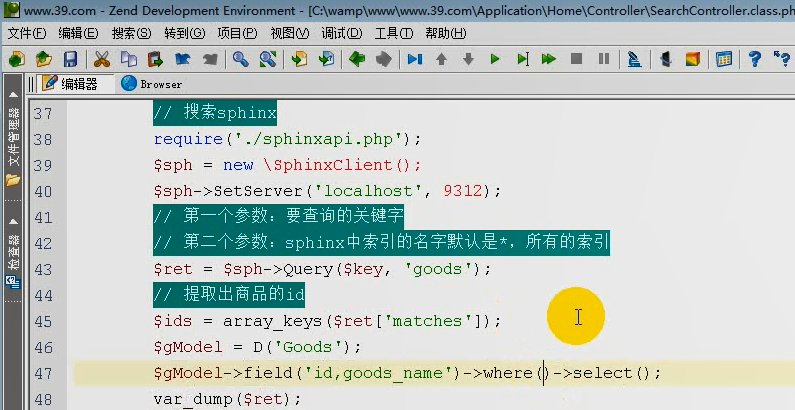 www.39.com - Zend Development Environment - [C:\wamp\www\www.39.com\Application\Home\Controller\SearchController.class.ph
文件(F) 编辑(E) 搜索(S) 转到(G) 项目(P) 视图(V) 调试(D) 工具(T) 帮助(H)
编辑器 Browser
文件管理器
检查器
37 // 搜索sphinx
38 require('./sphinxapi.php');
39 $sph = new \SphinxClient();
40 $sph->SetServer('localhost', 9312);
41 // 第一个参数: 要查询的关键字
42 // 第二个参数: sphinx中索引的名字默认是*, 所有的索引
43 $ret = $sph->Query($key, 'goods');
44 // 提取出商品的id
45 $ids = array_keys($ret['matches']);
46 $gModel = D('Goods');
47 $gModel->field('id,goods_name')->where()->select();
48 var_dump($ret);